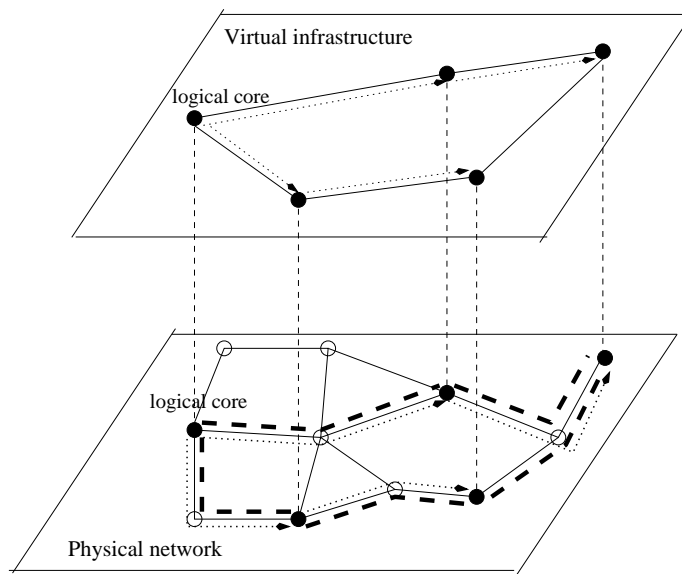 Virtual infrastructure
logical core
logical core
Physical network